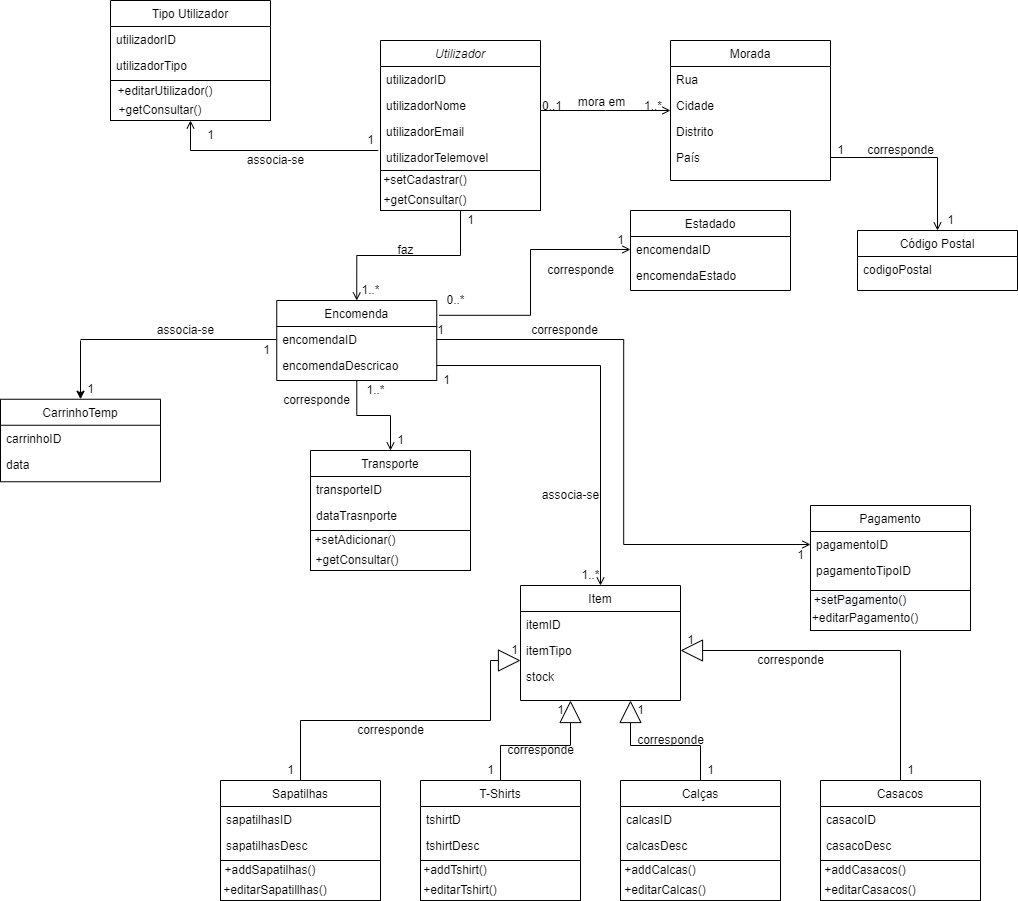 Tipo Utilizador
utilizadorID
utilizadorTipo
+editarUtilizador()
+getConsultar()
Utilizador
utilizadorID
utilizadorNome
utilizadorEmail
utilizadorTelemovel
+setCadastrar()
+getConsultar()
Morada
Rua
Cidade
Distrito
País
0..1
mora em
1..*
1
1
associa-se
1
corresponde
1
Código Postal
codigoPostal
1
faz
1..*
Estadado
encomendaID
encomendaEstado
1
corresponde
0..*
Encomenda
encomendaID
encomendaDescricao
associa-se
1
1
CarrinhoTemp
carrinhoID
data
1
corresponde
1
1..*
corresponde
1
Transporte
transporteID
dataTrasnporte
+setAdicionar()
+getConsultar()
associa-se
1..*
1
Pagamento
pagamentoID
pagamentoTipoID
+setPagamento()
+editarPagamento()
Item
itemID
itemTipo
stock
1
corresponde
1
1
corresponde
1
1
corresponde
1
1
corresponde
1
Sapatilhas
sapatilhasID
sapatilhasDesc
+addSapatilhas()
+editarSapatillhas()
T-Shirts
tshirtD
tshirtDesc
+addTshirt()
+editarTshirt()
Calças
calcasID
calcasDesc
+addCalcas()
+editarCalcas()
Casacos
casacoID
casacoDesc
+addCasacos()
+editarCasacos()